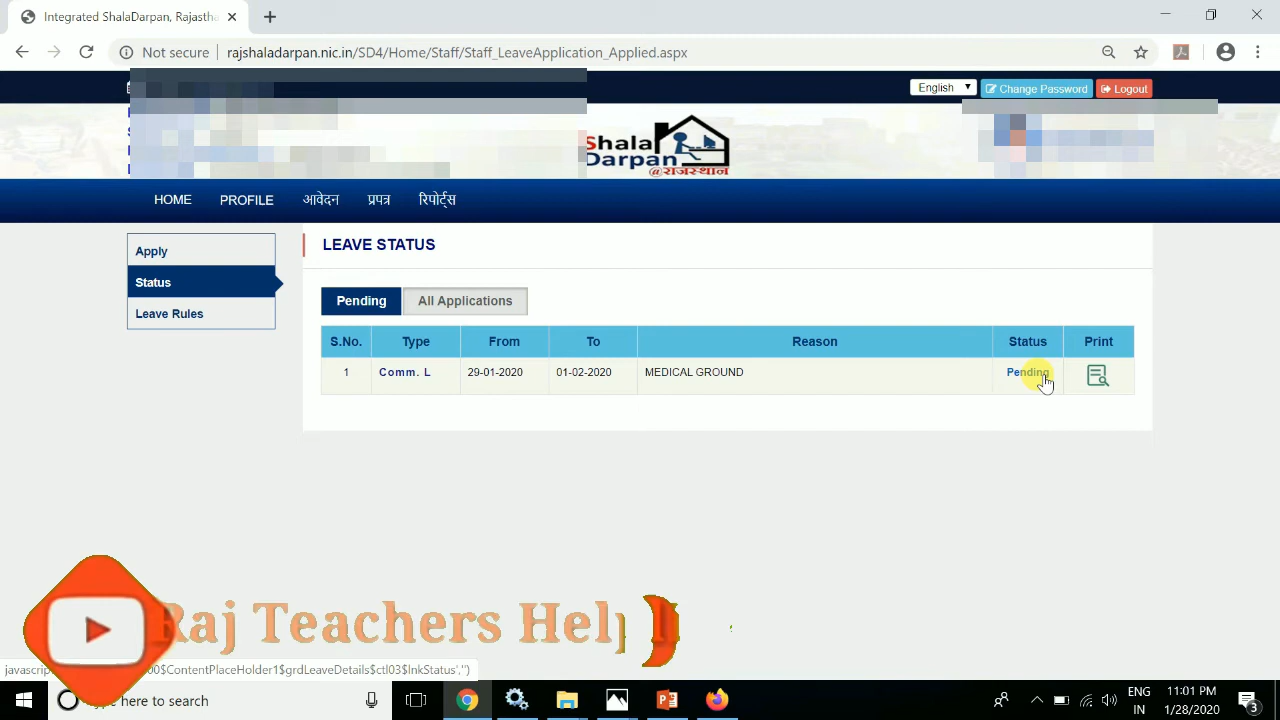 Integrated ShalaDarpan, Rajastha
Not secure
rajshaladarpan.nic.in/SD4/Home/Staff/Staff_LeaveApplication_Applied.aspx
English
Change Password
Logout
Shala
Darpan
@राजस्थान
HOME PROFILE आवेदन प्रपत्र रिपोर्ट्स
Apply
Status
Leave Rules
LEAVE STATUS
Pending All Applications
S.No. Type From To Reason Status Print
1 Comm. L 29-01-2020 01-02-2020 MEDICAL GROUND Pending
Raj Teachers Help
00$ContentPlaceHolder1$grdLeaveDetails$ctl03$lnkStatus','')
here to search
ENG
IN
11:01 PM
1/28/2020
3